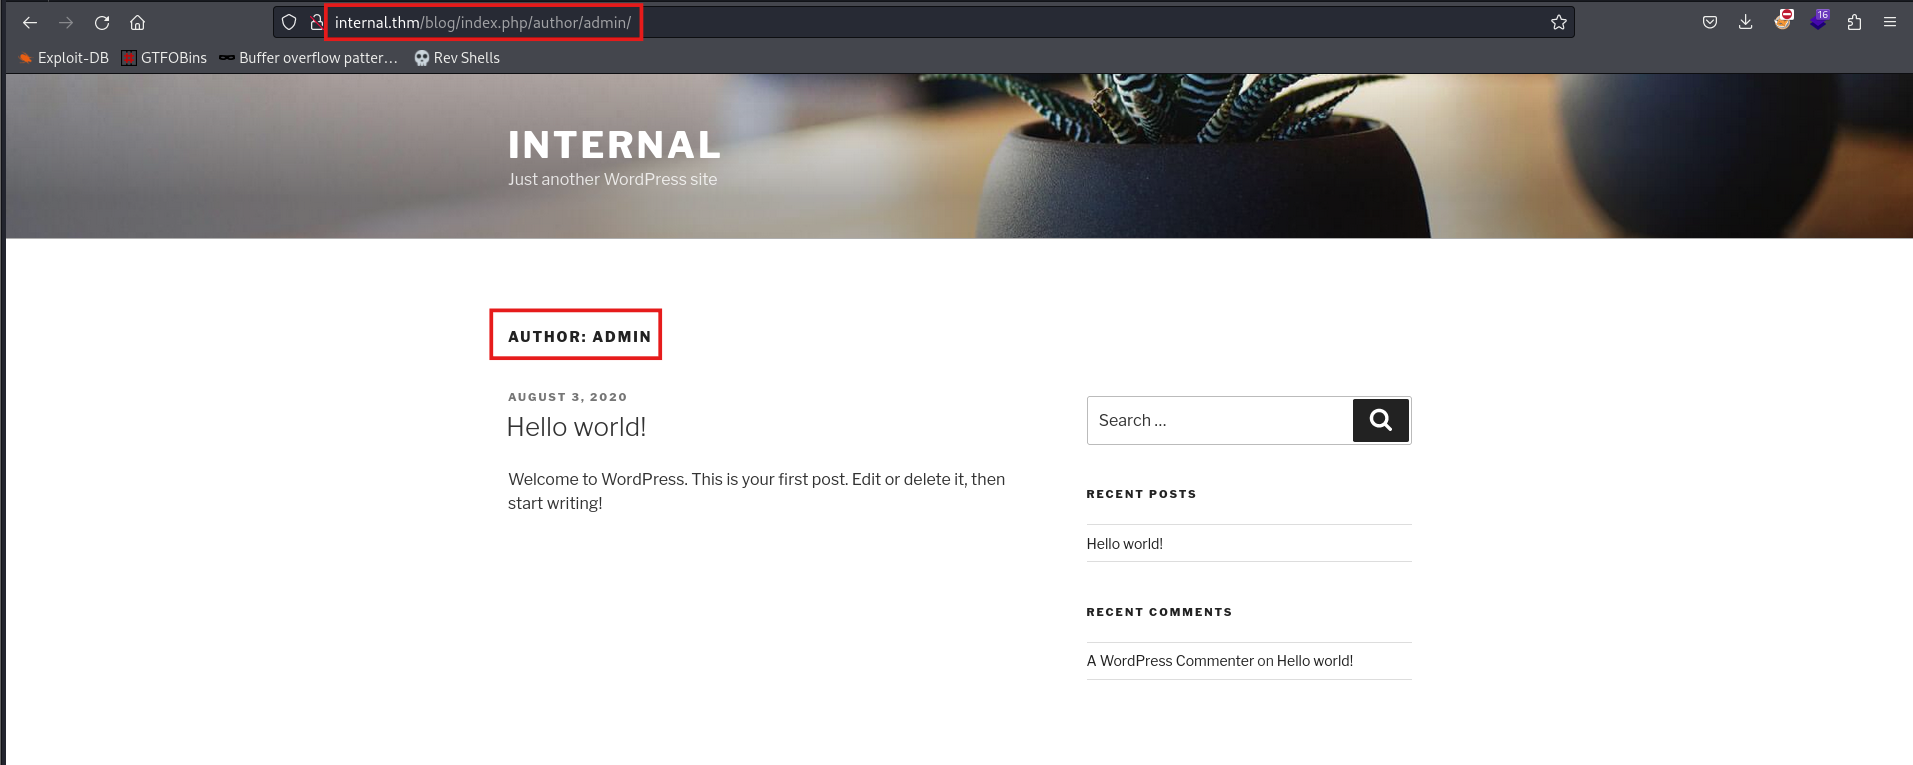 internal.thm/blog/index.php/author/admin/
16
Exploit-DB GTFOBins Buffer overflow patter… Rev Shells
INTERNAL
Just another WordPress site
AUTHOR: ADMIN
AUGUST 3, 2020
Hello world!
Welcome to WordPress. This is your first post. Edit or delete it, then
start writing!
Search …
RECENT POSTS
Hello world!
RECENT COMMENTS
A WordPress Commenter on Hello world!